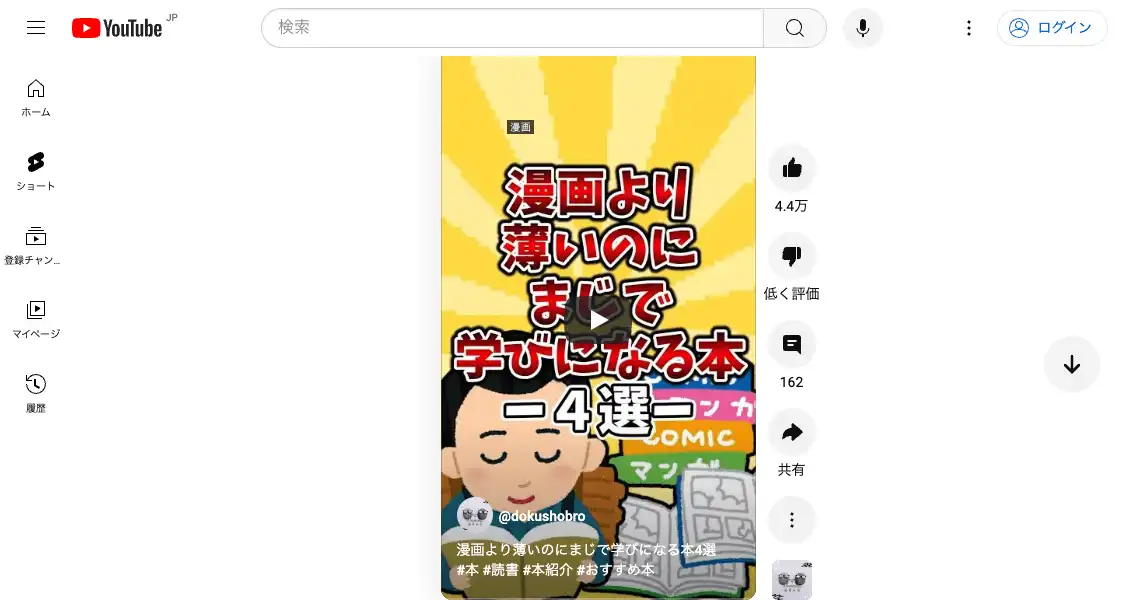 YouTube JP
検索
ログイン
ホーム
ショート
登録チャン...
マイページ
履歴
漫画
漫画より
薄いのに
まじで
学びになる本
ー4選ー
マンガ
COMIC
マンガ
@dokushobro
漫画より薄いのにまじで学びになる本4選
#本 #読書 #本紹介 #おすすめ本
4.4万
低く評価
162
共有